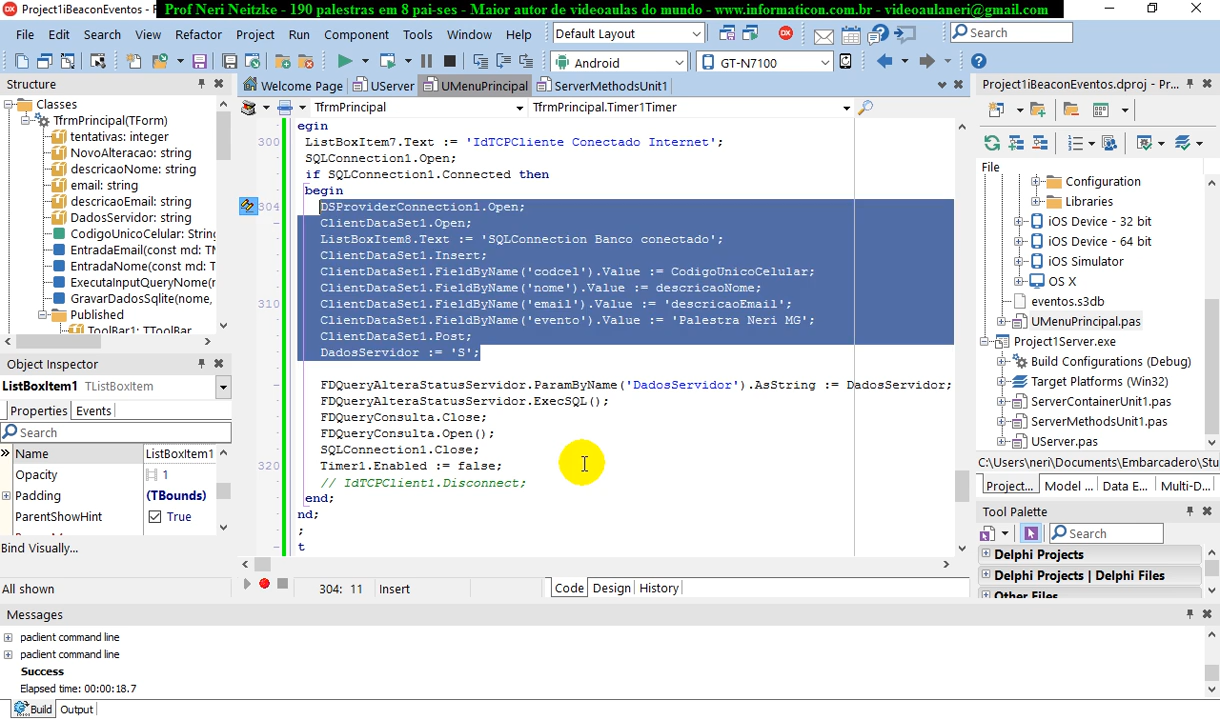 Project1iBeaconEventos - F
Prof Neri Neitzke - 190 palestras em 8 pai-ses - Maior autor de videoaulas do mundo - www.informaticon.com.br - videoaulaneri@gmail.com
File Edit Search View Refactor Project Run Component Tools Window Help Default Layout Search
Android GT-N7100
Structure
Welcome Page UServer UMenuPrincipal ServerMethodsUnit1
Project1iBeaconEventos.dproj - Pr...
Classes
TfrmPrincipal(TForm)
tentativas: integer
NovoAlteracao: string
descricaoNome: string
email: string
descricaoEmail: string
DadosServidor: string
CodigoUnicoCelular: String
EntradaEmail(const md: TM
EntradaNome(const md: T
ExecutaInputQueryNome(r
GravarDadosSqlite(nome,
Published
ToolBar1: TToolBar
TfrmPrincipal TfrmPrincipal.Timer1Timer
egin
300 ListBoxItem7.Text := 'IdTCPCliente Conectado Internet';
SQLConnection1.Open;
if SQLConnection1.Connected then
begin
304 DSProviderConnection1.Open;
ClientDataSet1.Open;
ListBoxItem8.Text := 'SQLConnection Banco conectado';
ClientDataSet1.Insert;
ClientDataSet1.FieldByName('codcel').Value := CodigoUnicoCelular;
ClientDataSet1.FieldByName('nome').Value := descricaoNome;
310 ClientDataSet1.FieldByName('email').Value := 'descricaoEmail';
ClientDataSet1.FieldByName('evento').Value := 'Palestra Neri MG';
ClientDataSet1.Post;
DadosServidor := 'S';
FDQueryAlteraStatusServidor.ParamByName('DadosServidor').AsString := DadosServidor;
FDQueryAlteraStatusServidor.ExecSQL();
FDQueryConsulta.Close;
FDQueryConsulta.Open();
SQLConnection1.Close;
320 Timer1.Enabled := false;
// IdTCPClient1.Disconnect;
end;
nd;
;
t
304: 11 Insert Code Design History
File
Configuration
Libraries
iOS Device - 32 bit
iOS Device - 64 bit
iOS Simulator
OS X
eventos.s3db
UMenuPrincipal.pas
Project1Server.exe
Build Configurations (Debug)
Target Platforms (Win32)
ServerContainerUnit1.pas
ServerMethodsUnit1.pas
UServer.pas
C:\Users\neri\Documents\Embarcadero\Stu
Project... Model ... Data E... Multi-D...
Tool Palette
Search
Delphi Projects
Delphi Projects | Delphi Files
Other Files
Object Inspector
ListBoxItem1 TListBoxItem
Properties Events
Search
Name ListBoxItem1
Opacity 1
Padding (TBounds)
ParentShowHint True
Bind Visually...
All shown
Messages
paclient command line
paclient command line
Success
Elapsed time: 00:00:18.7
Build Output